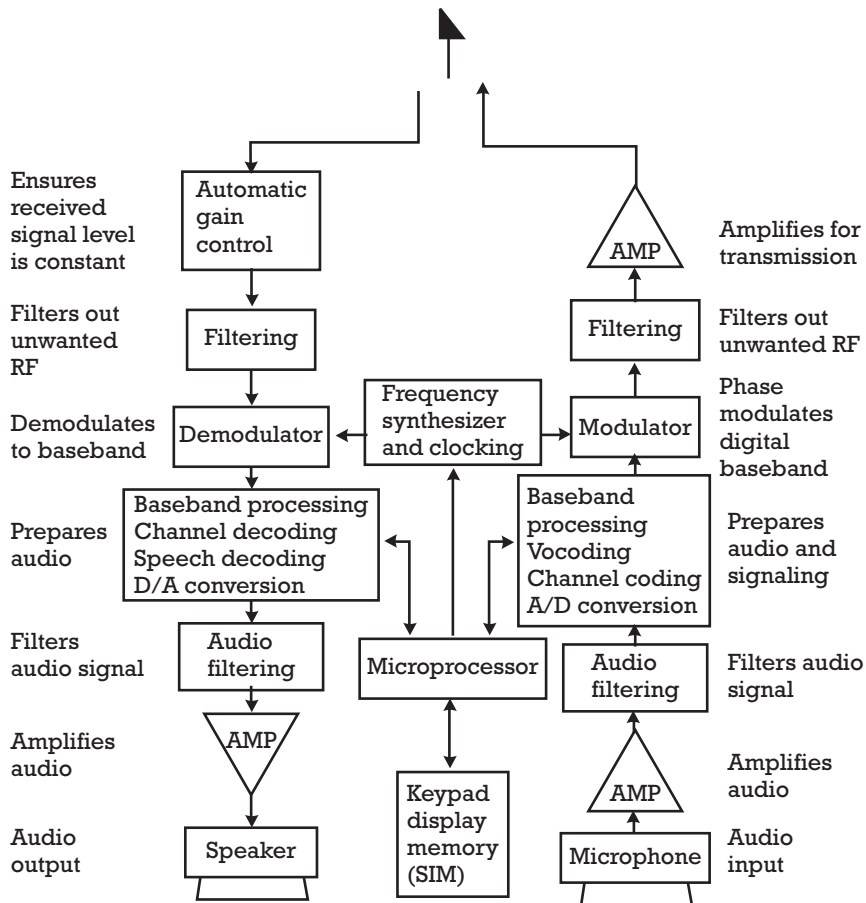 Ensures
received
signal level
is constant
Automatic
gain
control
AMP
Amplifies for
transmission
Filters out
unwanted
RF
Filtering
Filtering
Filters out
unwanted RF
Demodulates
to baseband
Demodulator
Frequency
synthesizer
and clocking
Modulator
Phase
modulates
digital
baseband
Prepares
audio
Baseband processing
Channel decoding
Speech decoding
D/A conversion
Baseband
processing
Vocoding
Channel coding
A/D conversion
Prepares
audio and
signaling
Filters
audio signal
Audio
filtering
Microprocessor
Audio
filtering
Filters audio
signal
Amplifies
audio
AMP
Keypad
display
memory
(SIM)
AMP
Amplifies
audio
Audio
output
Speaker
Microphone
Audio
input